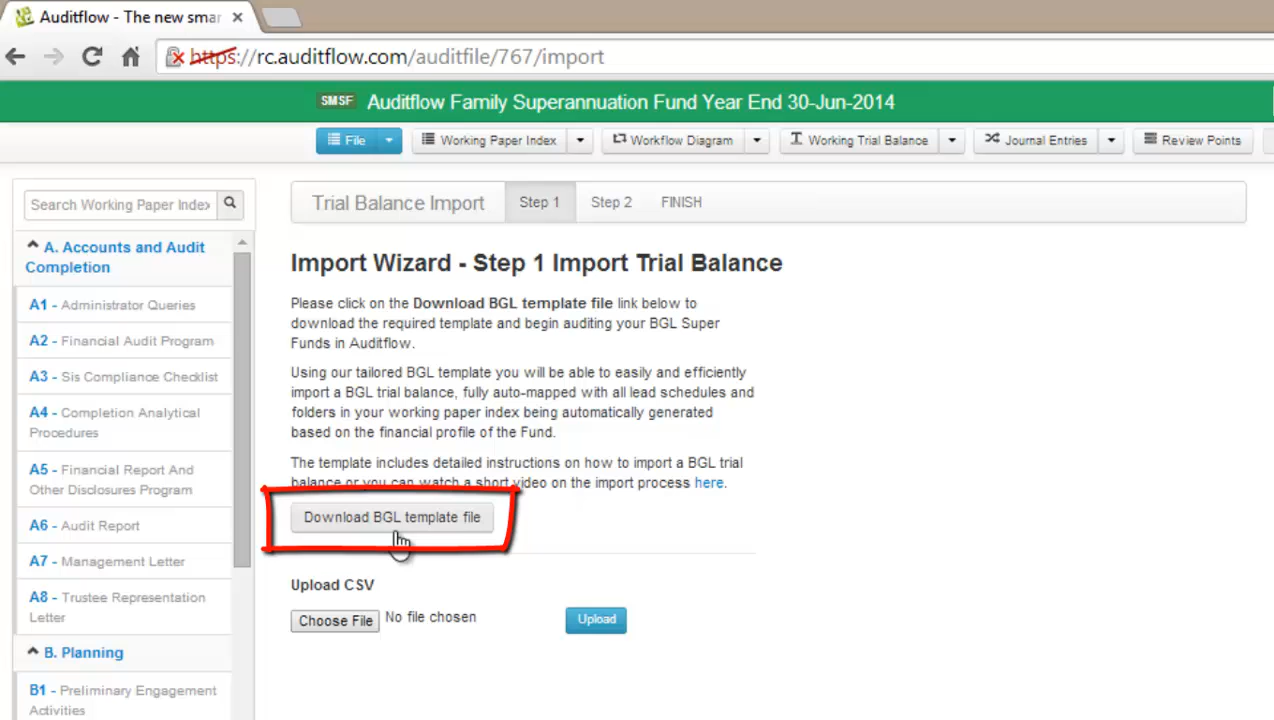 Auditflow - The new smar
https://rc.auditflow.com/auditfile/767/import
SMSF Auditflow Family Superannuation Fund Year End 30-Jun-2014
File Working Paper Index Workflow Diagram Working Trial Balance Journal Entries Review Points
Search Working Paper Index
Trial Balance Import Step 1 Step 2 FINISH
A. Accounts and Audit
Completion
A1 - Administrator Queries
A2 - Financial Audit Program
A3 - Sis Compliance Checklist
A4 - Completion Analytical
Procedures
A5 - Financial Report And
Other Disclosures Program
A6 - Audit Report
A7 - Management Letter
A8 - Trustee Representation
Letter
B. Planning
B1 - Preliminary Engagement
Activities
Import Wizard - Step 1 Import Trial Balance
Please click on the Download BGL template file link below to
download the required template and begin auditing your BGL Super
Funds in Auditflow.
Using our tailored BGL template you will be able to easily and efficiently
import a BGL trial balance, fully auto-mapped with all lead schedules and
folders in your working paper index being automatically generated
based on the financial profile of the Fund.
The template includes detailed instructions on how to import a BGL trial
balance or you can watch a short video on the import process here.
Download BGL template file
Upload CSV
Choose File No file chosen Upload